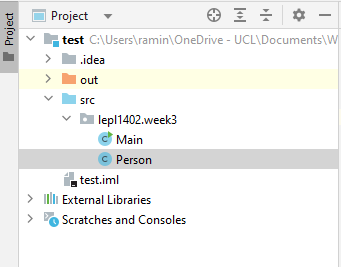 Project
Project
test C:\Users\ramin\OneDrive - UCL\Documents\W
.idea
out
src
lepl1402.week3
Main
Person
test.iml
External Libraries
Scratches and Consoles